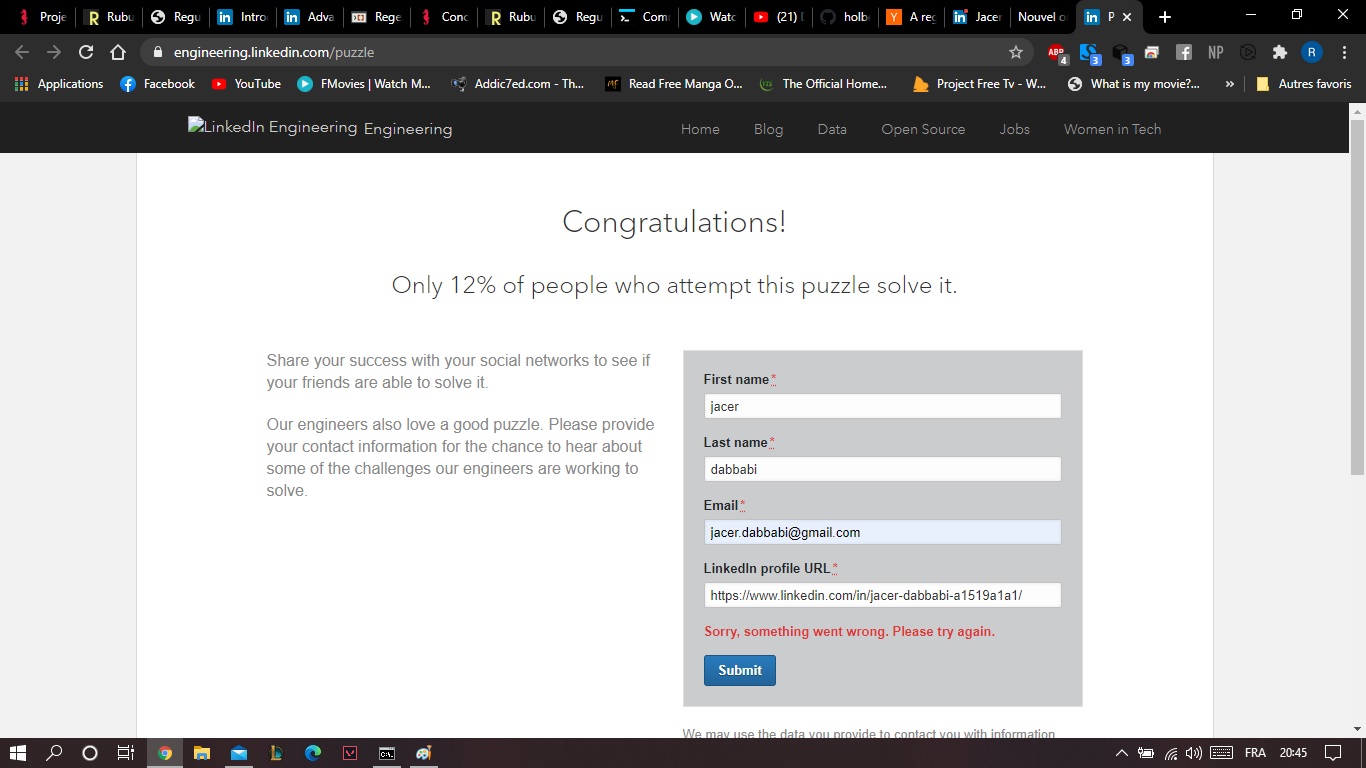 Proje
Rubu
Regu
Intro
Adva
Rege
Conc
Rubu
Regu
Com
Watc
(21)
holb
A reg
Jacer
Nouvel o
P
engineering.linkedin.com/puzzle
ABP
4
3
3
NP
R
Applications
Facebook
YouTube
FMovies | Watch M...
Addic7ed.com - Th...
Read Free Manga O...
The Official Home...
Project Free Tv - W...
What is my movie?...
»
Autres favoris
LinkedIn Engineering Engineering
Home
Blog
Data
Open Source
Jobs
Women in Tech
Congratulations!
Only 12% of people who attempt this puzzle solve it.
Share your success with your social networks to see if
your friends are able to solve it.
Our engineers also love a good puzzle. Please provide
your contact information for the chance to hear about
some of the challenges our engineers are working to
solve.
First name*
jacer
Last name*
dabbabi
Email*
jacer.dabbabi@gmail.com
LinkedIn profile URL*
https://www.linkedin.com/in/jacer-dabbabi-a1519a1a1/
Sorry, something went wrong. Please try again.
Submit
We may use the data you provide to contact you with information
FRA
20:45